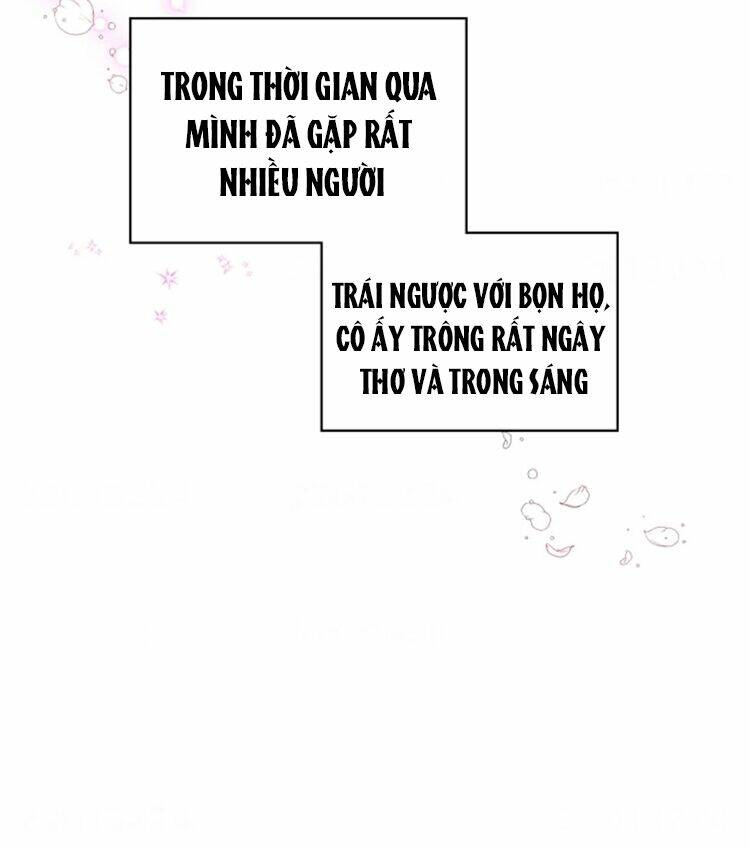 TRONG THỜI GIAN QUA
MÌNH ĐÃ GẶP RẤT
NHIỀU NGƯỜI
TRÁI NGƯỢC VỚI BỌN HỌ,
CÔ ẤY TRÔNG RẤT NGÂY
THƠ VÀ TRONG SÁNG